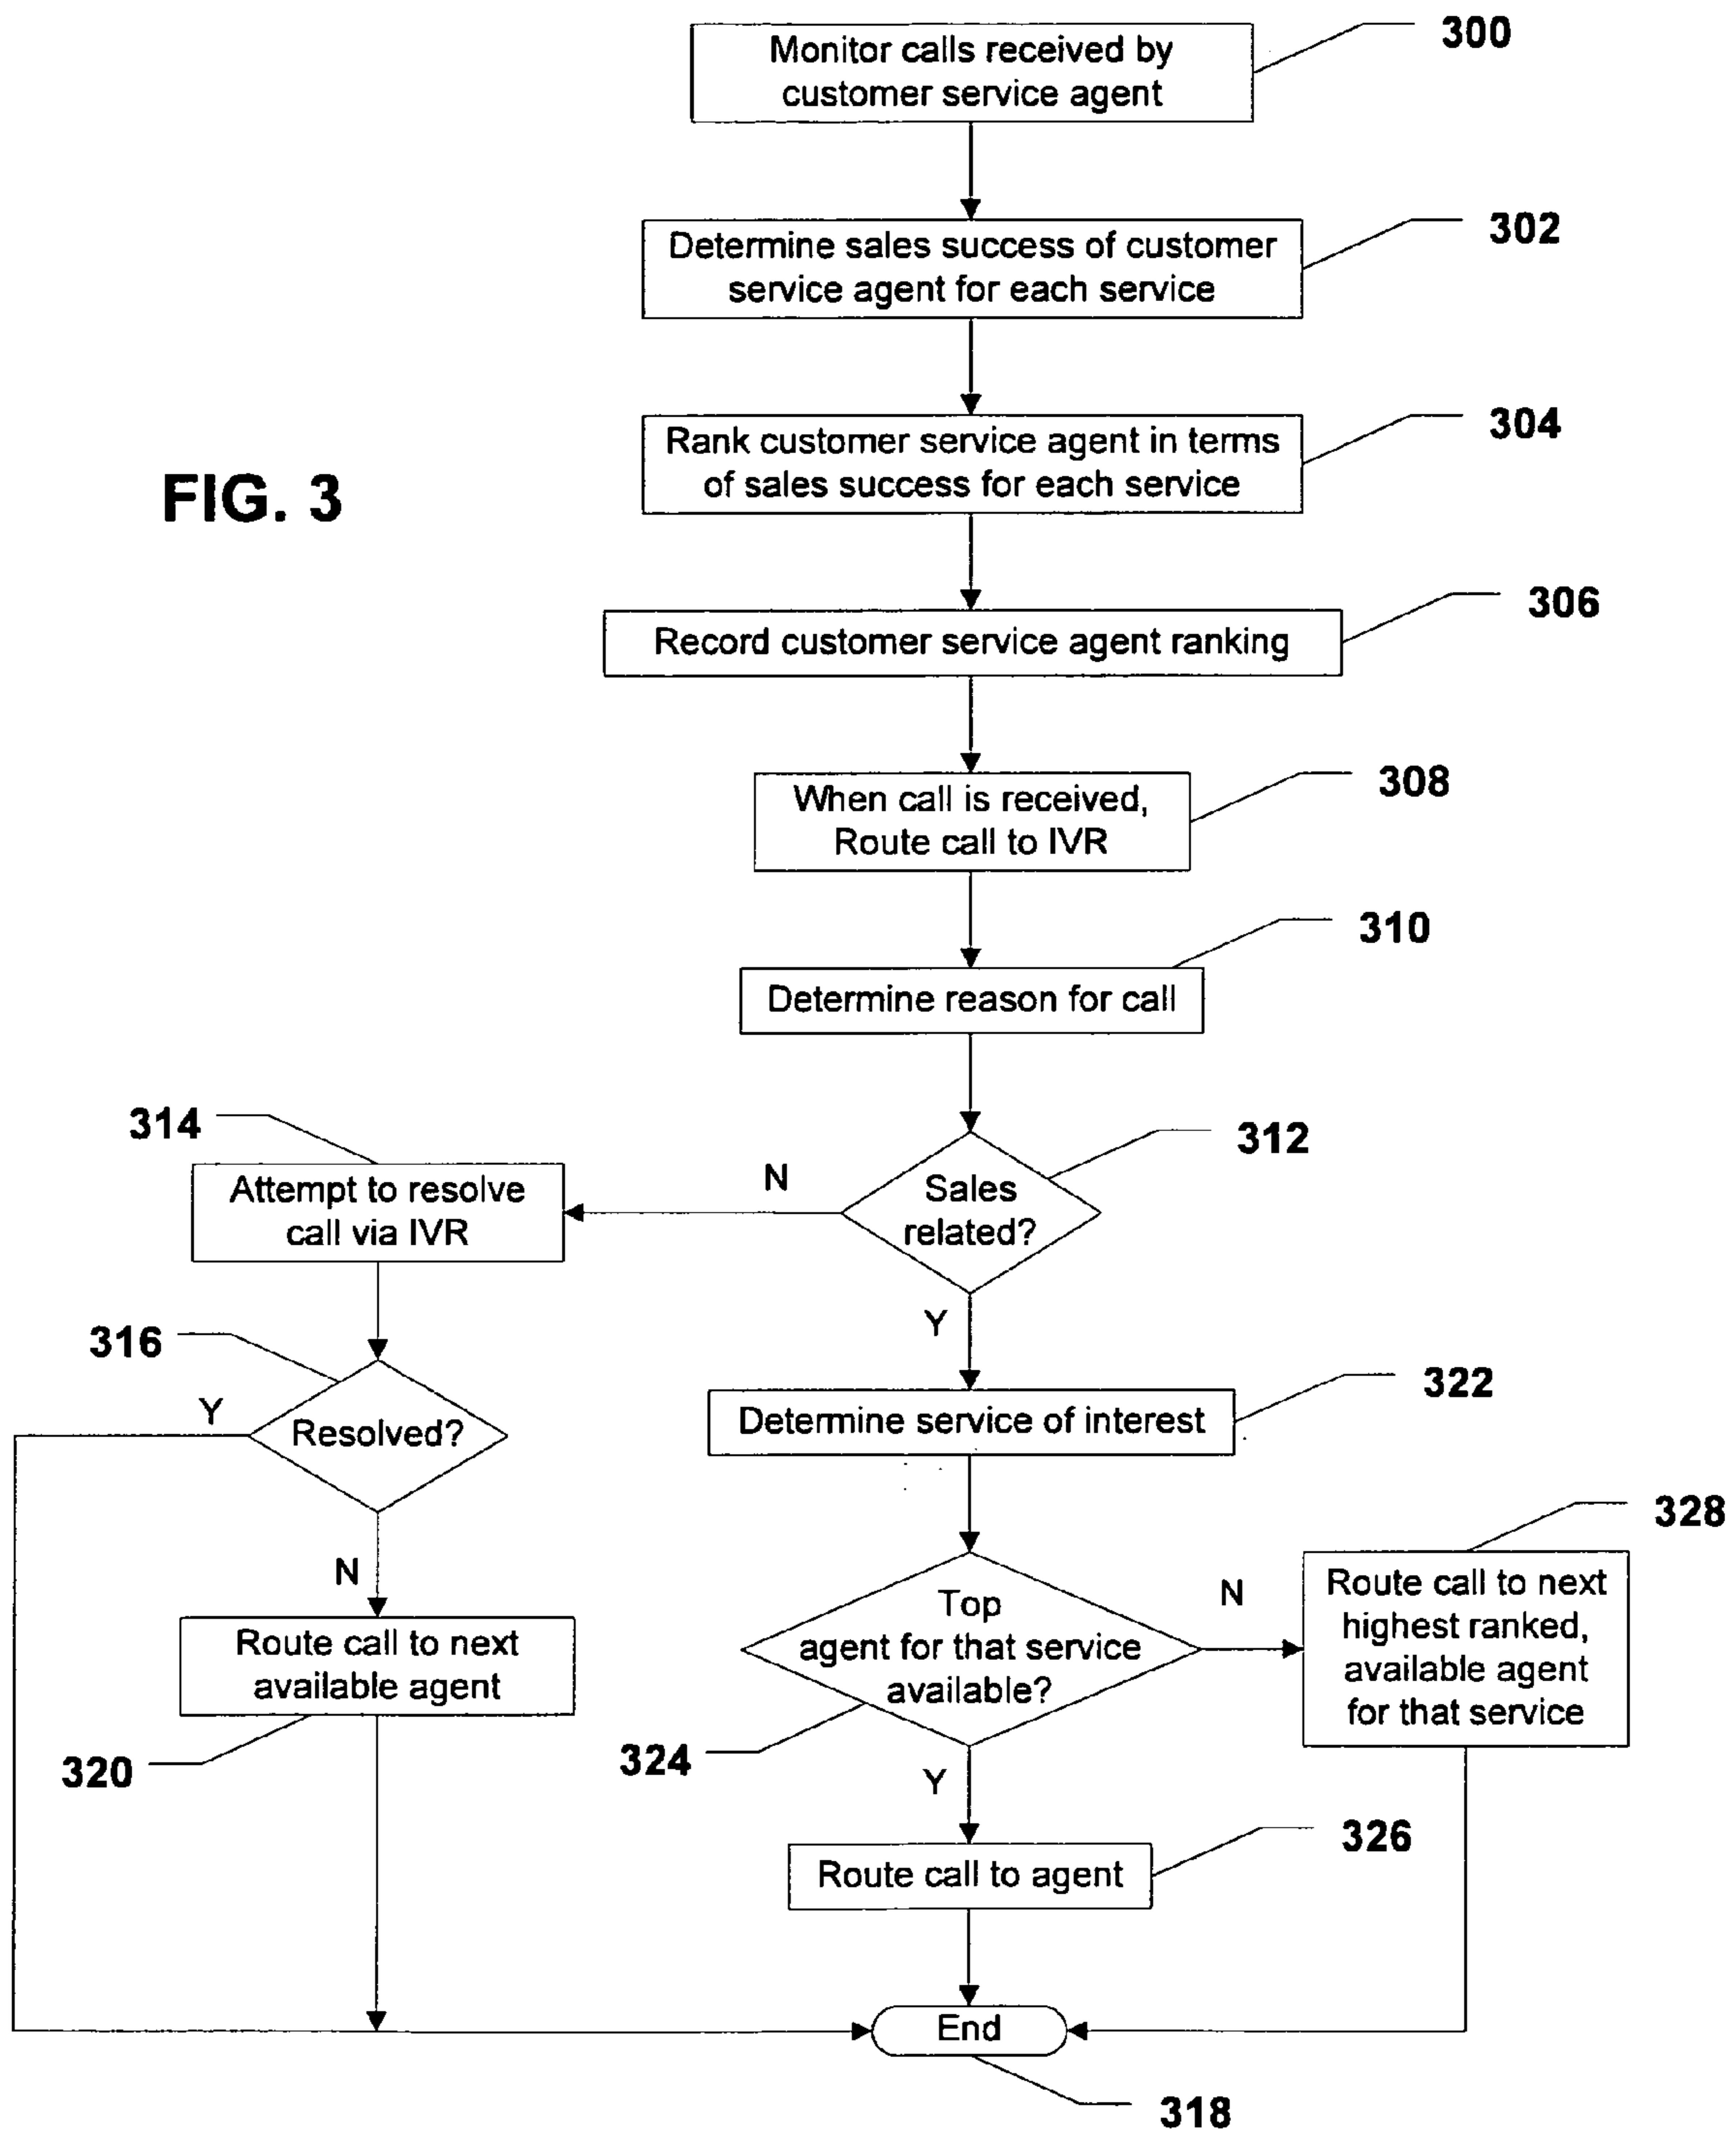 300
Monitor calls received by
customer service agent
302
Determine sales success of customer
service agent for each service
304
Rank customer service agent in terms
of sales success for each service
FIG. 3
306
Record customer service agent ranking
308
When call is received,
Route call to IVR
310
Determine reason for call
314
312
N
Attempt to resolve
call via IVR
Sales
related?
Y
316
322
Y
Resolved?
Determine service of interest
328
N
N
Route call to next
highest ranked,
available agent
for that service
Top
agent for that service
available?
Route call to next
available agent
324
320
Y
326
Route call to agent
End
318